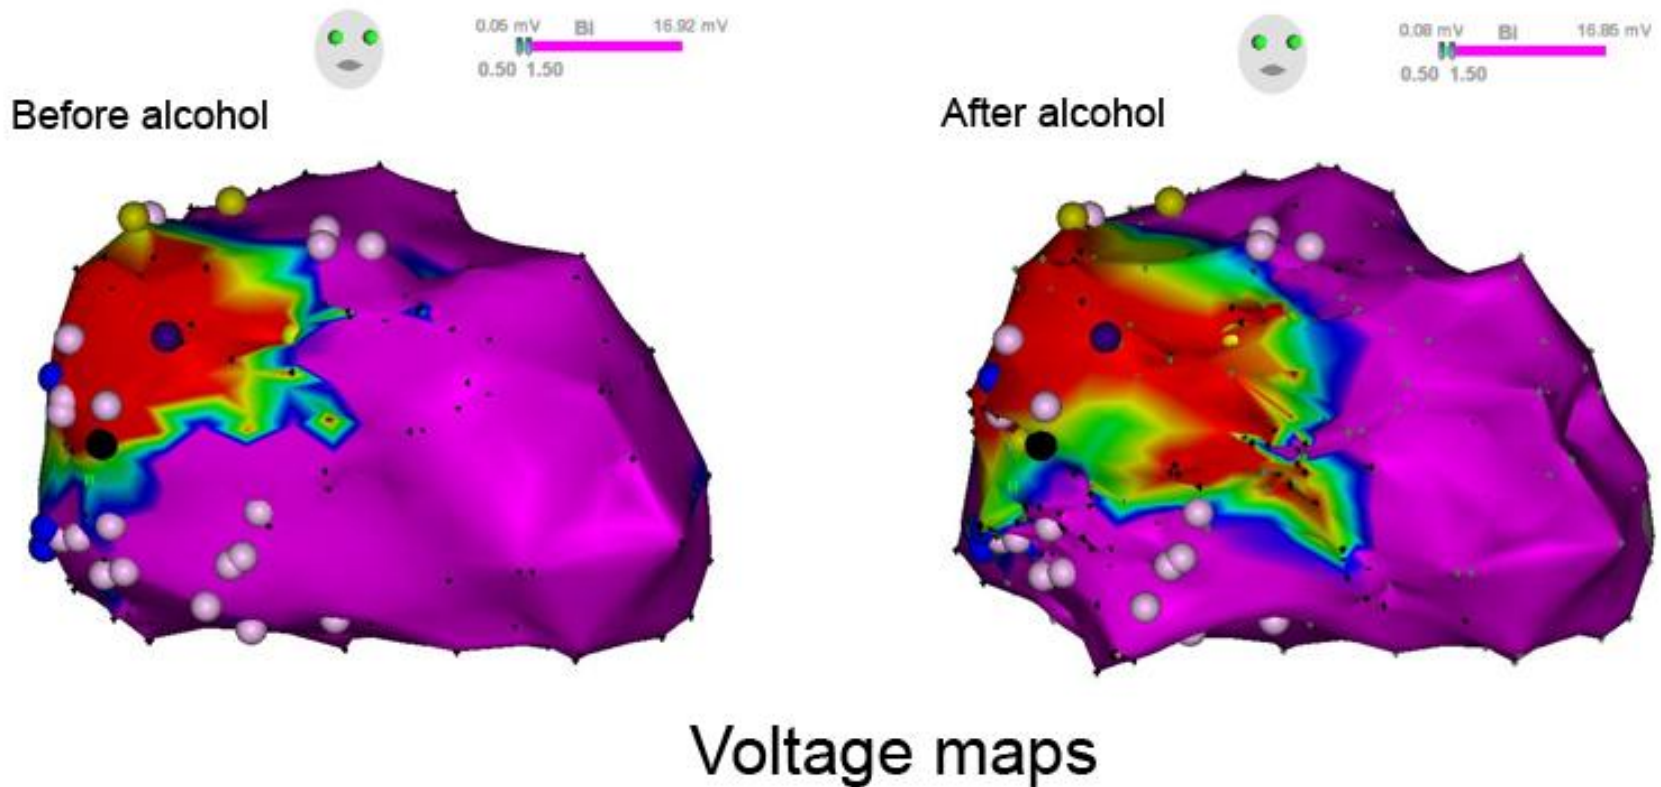 0.05 mV BI 16.92 mV
0.50 1.50
Before alcohol
0.08 mV BI 16.85 mV
0.50 1.50
After alcohol
Voltage maps